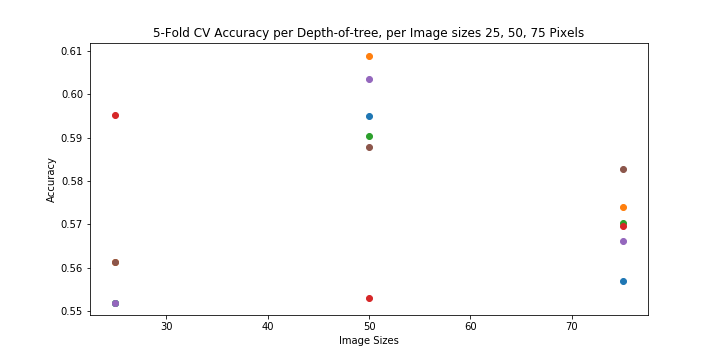 5-Fold CV Accuracy per Depth-of-tree, per Image sizes 25, 50, 75 Pixels
0.61
0.60
0.59
0.58
0.57
0.56
0.55
Accuracy
30 40 50 60 70
Image Sizes